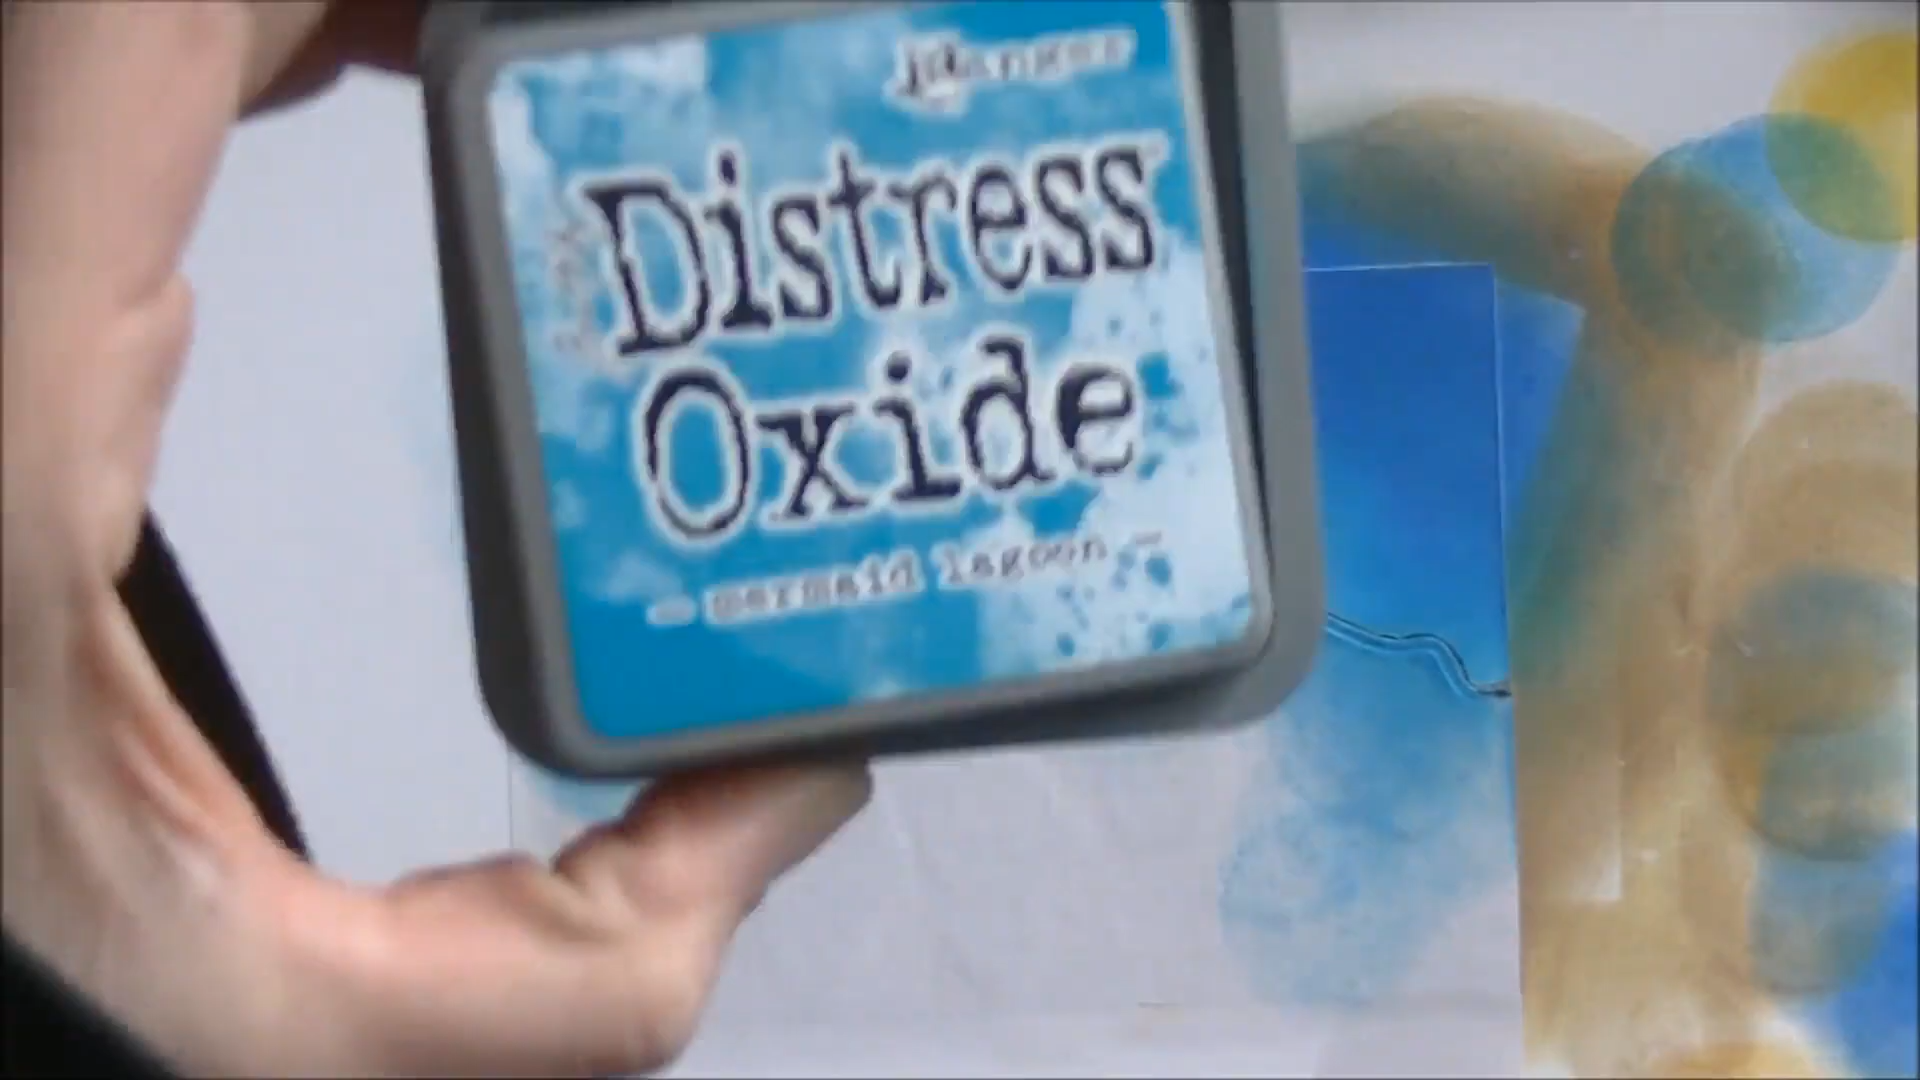 Distress
Oxide
— mermaid lagoon —